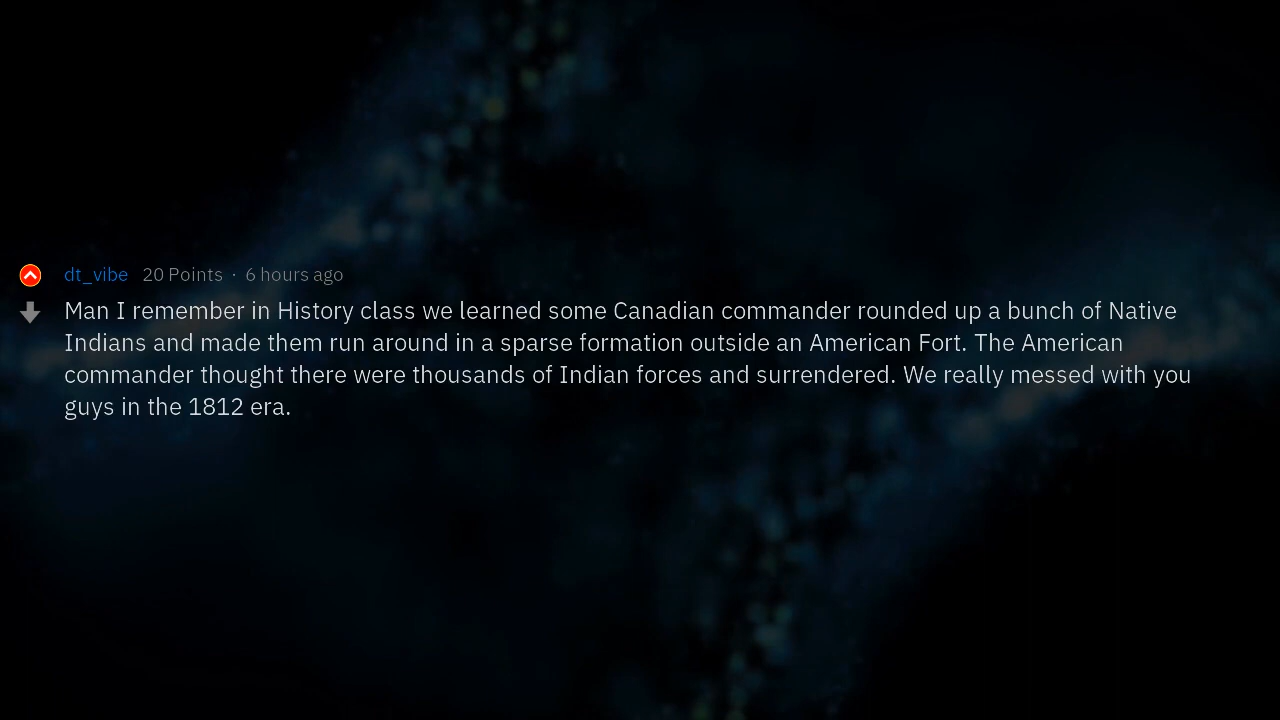 dt_vibe 20 Points · 6 hours ago
Man I remember in History class we learned some Canadian commander rounded up a bunch of Native
Indians and made them run around in a sparse formation outside an American Fort. The American
commander thought there were thousands of Indian forces and surrendered. We really messed with you
guys in the 1812 era.